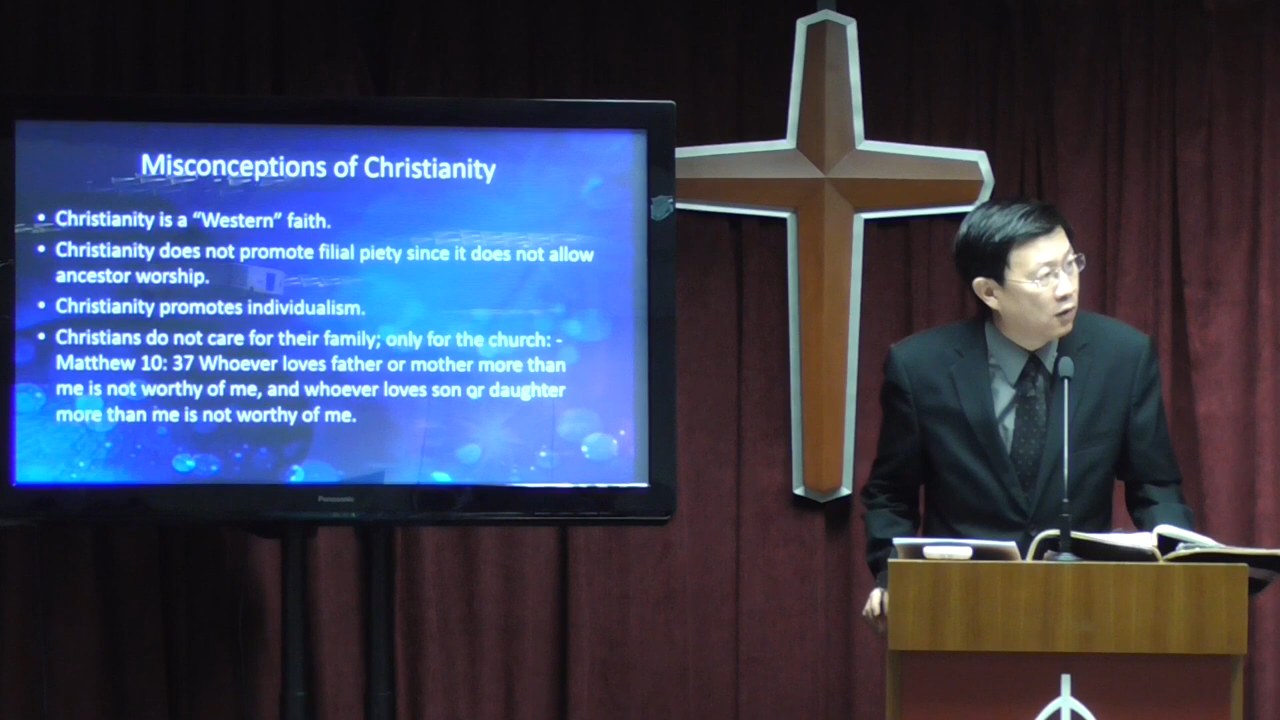 Misconceptions of Christianity
• Christianity is a “Western” faith.
• Christianity does not promote filial piety since it does not allow
ancestor worship.
• Christianity promotes individualism.
• Christians do not care for their family; only for the church: -
Matthew 10: 37 Whoever loves father or mother more than
me is not worthy of me, and whoever loves son or daughter
more than me is not worthy of me.
Panasonic